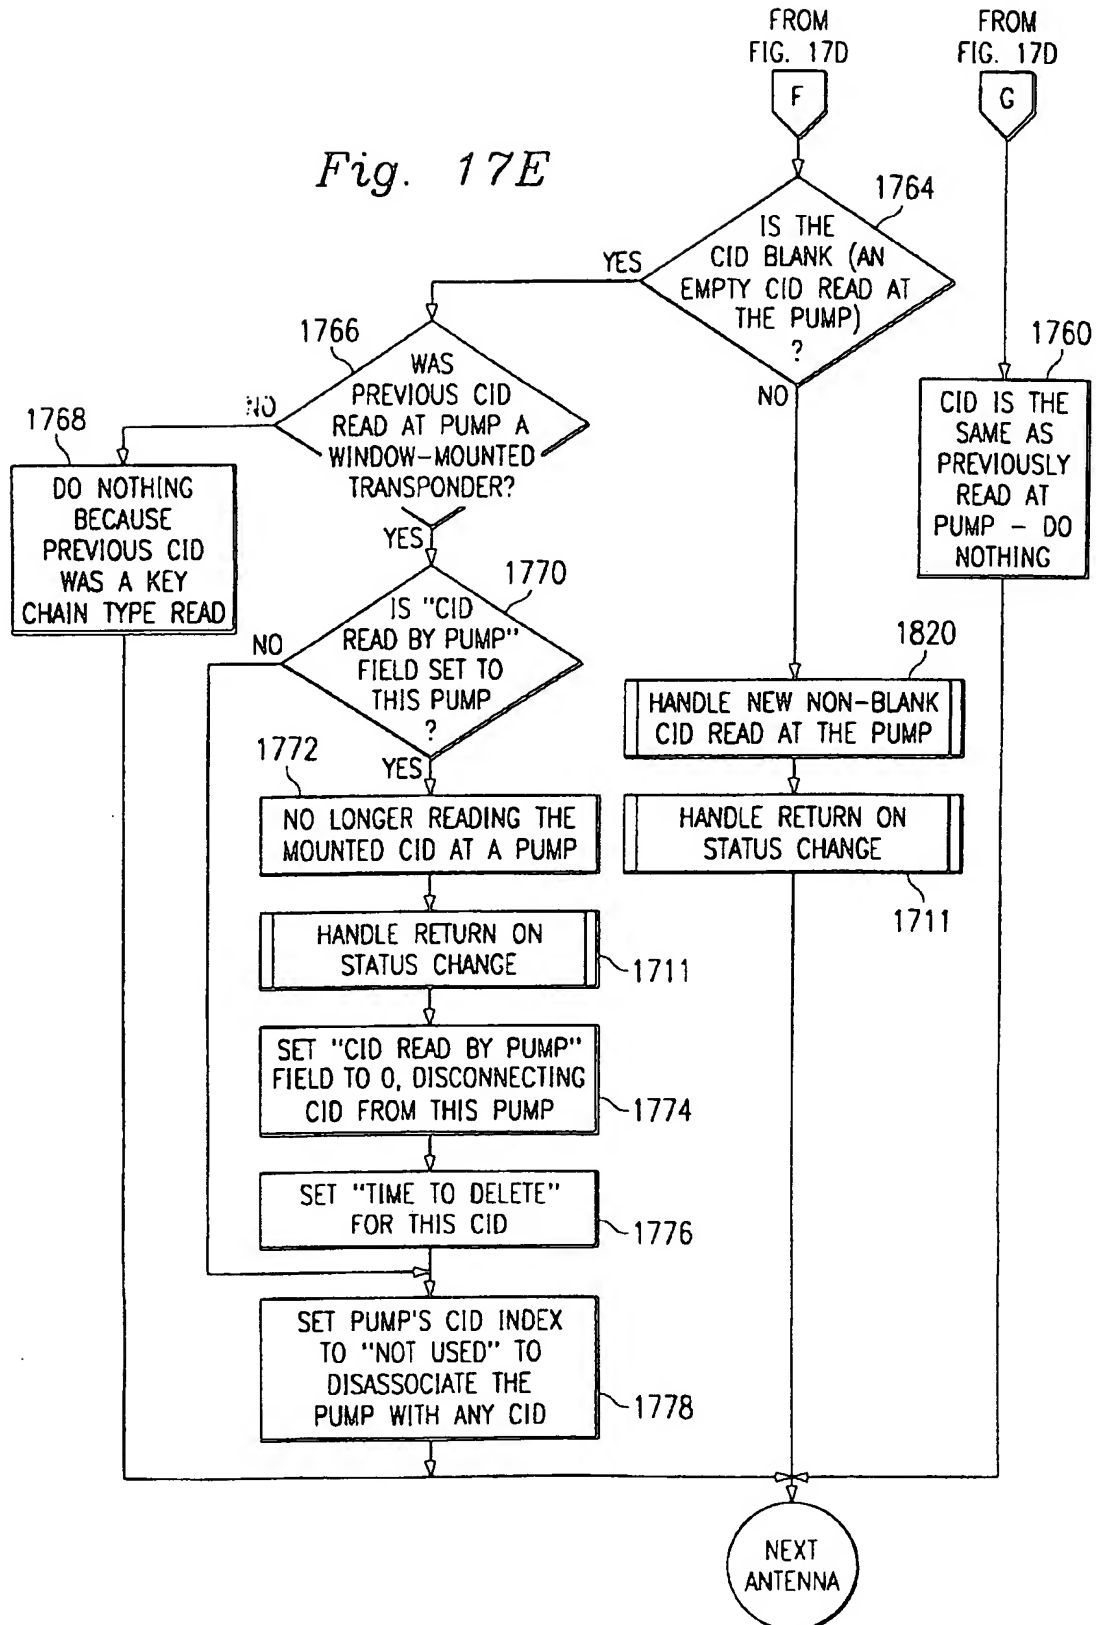 FROM
FIG. 17D
F
FROM
FIG. 17D
G
Fig. 17E
1764
IS THE
CID BLANK (AN
EMPTY CID READ AT
THE PUMP)
?
YES
NO
1766
WAS
PREVIOUS CID
READ AT PUMP A
WINDOW-MOUNTED
TRANSPONDER?
NO
YES
1768
DO NOTHING
BECAUSE
PREVIOUS CID
WAS A KEY
CHAIN TYPE READ
1760
CID IS THE
SAME AS
PREVIOUSLY
READ AT
PUMP - DO
NOTHING
1770
IS "CID
READ BY PUMP"
FIELD SET TO
THIS PUMP
?
NO
YES
1820
HANDLE NEW NON-BLANK
CID READ AT THE PUMP
HANDLE RETURN ON
STATUS CHANGE
1711
1772
NO LONGER READING THE
MOUNTED CID AT A PUMP
HANDLE RETURN ON
STATUS CHANGE
1711
SET "CID READ BY PUMP"
FIELD TO 0, DISCONNECTING
CID FROM THIS PUMP
1774
SET "TIME TO DELETE"
FOR THIS CID
1776
SET PUMP'S CID INDEX
TO "NOT USED" TO
DISASSOCIATE THE
PUMP WITH ANY CID
1778
NEXT
ANTENNA